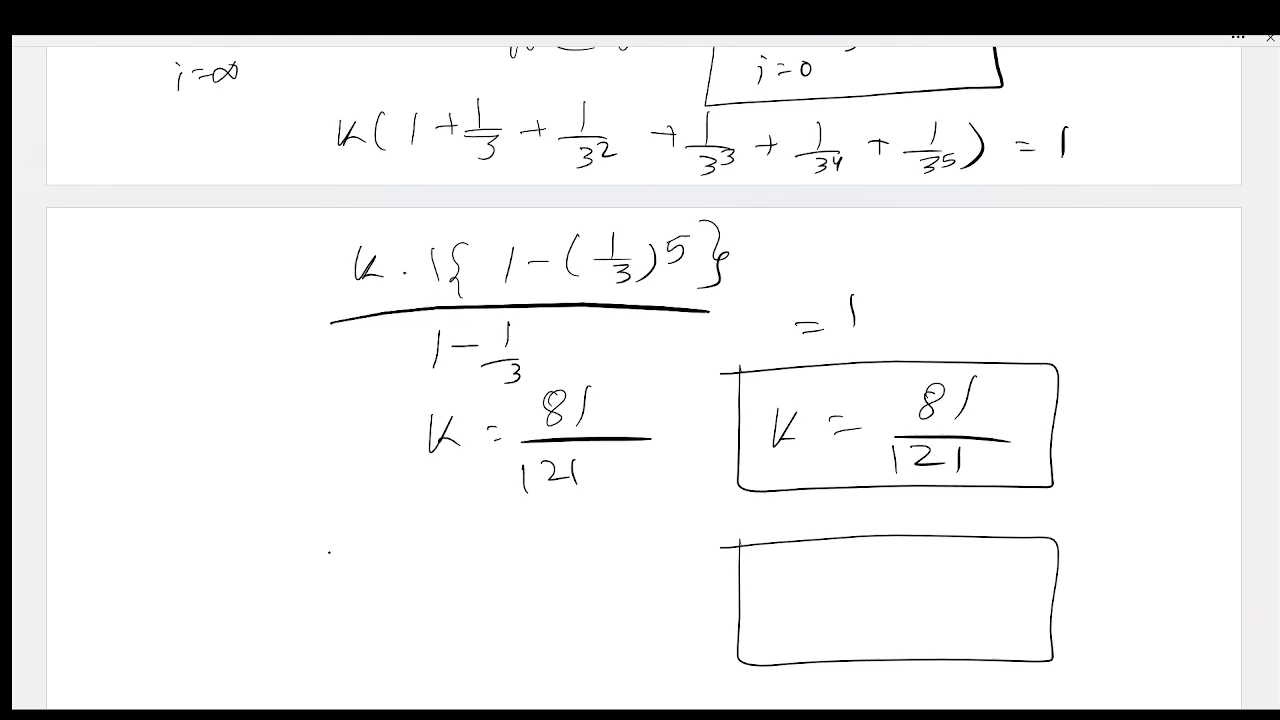 i=∞
j=0
K(1+1/3+1/3²+1/3³+1/3⁴+1/3⁵)=1
K.1{1-(1/3)5}
1-1/3
=1
K=81/121
K=81/121